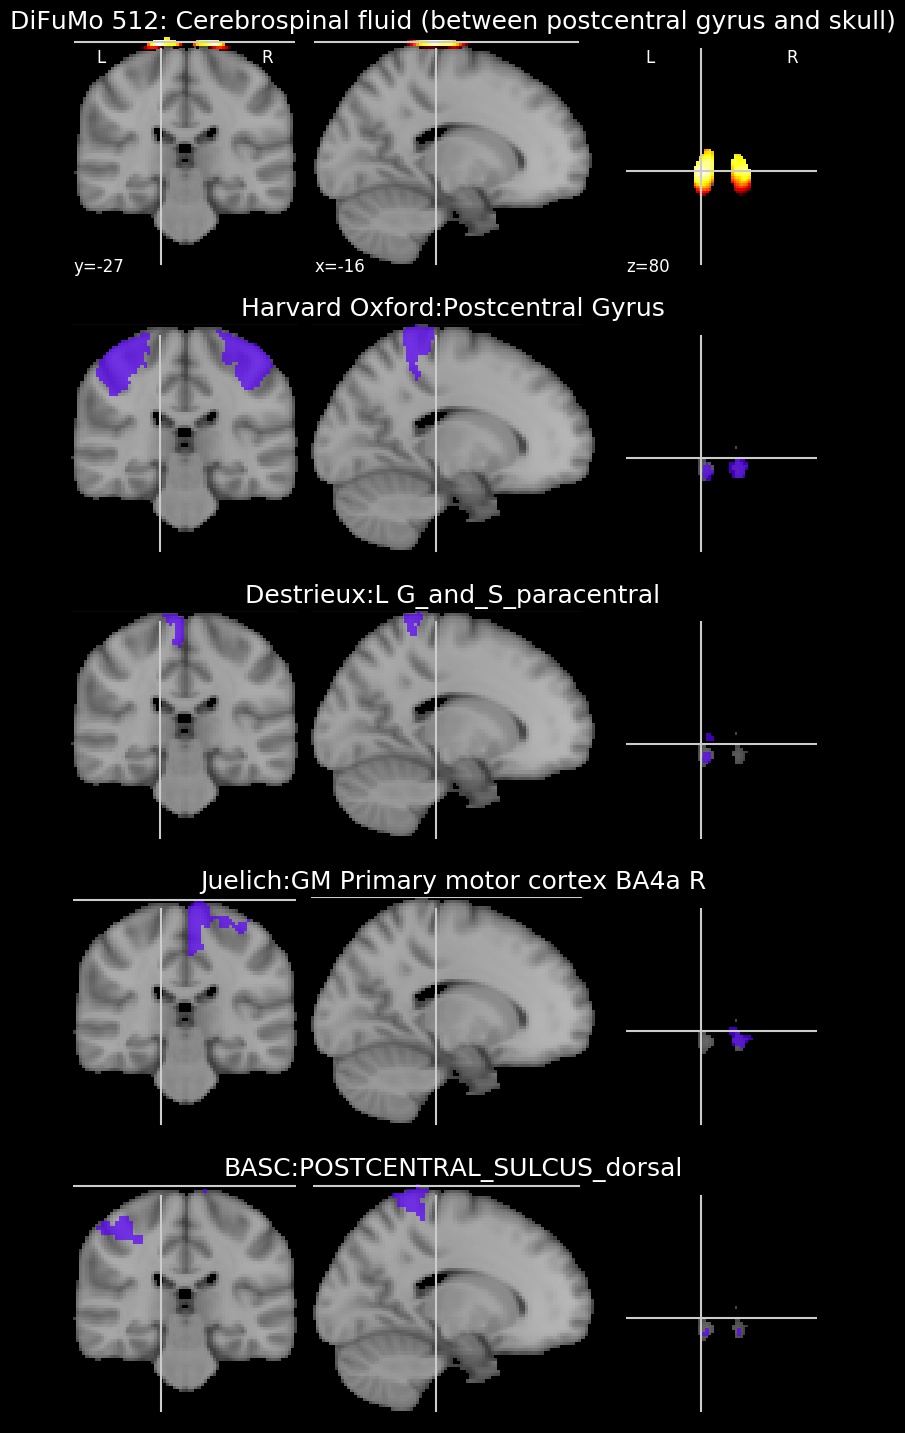 DiFuMo 512: Cerebrospinal fluid (between postcentral gyrus and skull)
L R L R
y=-27 x=-16 z=80
Harvard Oxford:Postcentral Gyrus
Destrieux:L G_and_S_paracentral
Juelich:GM Primary motor cortex BA4a R
BASC:POSTCENTRAL_SULCUS_dorsal